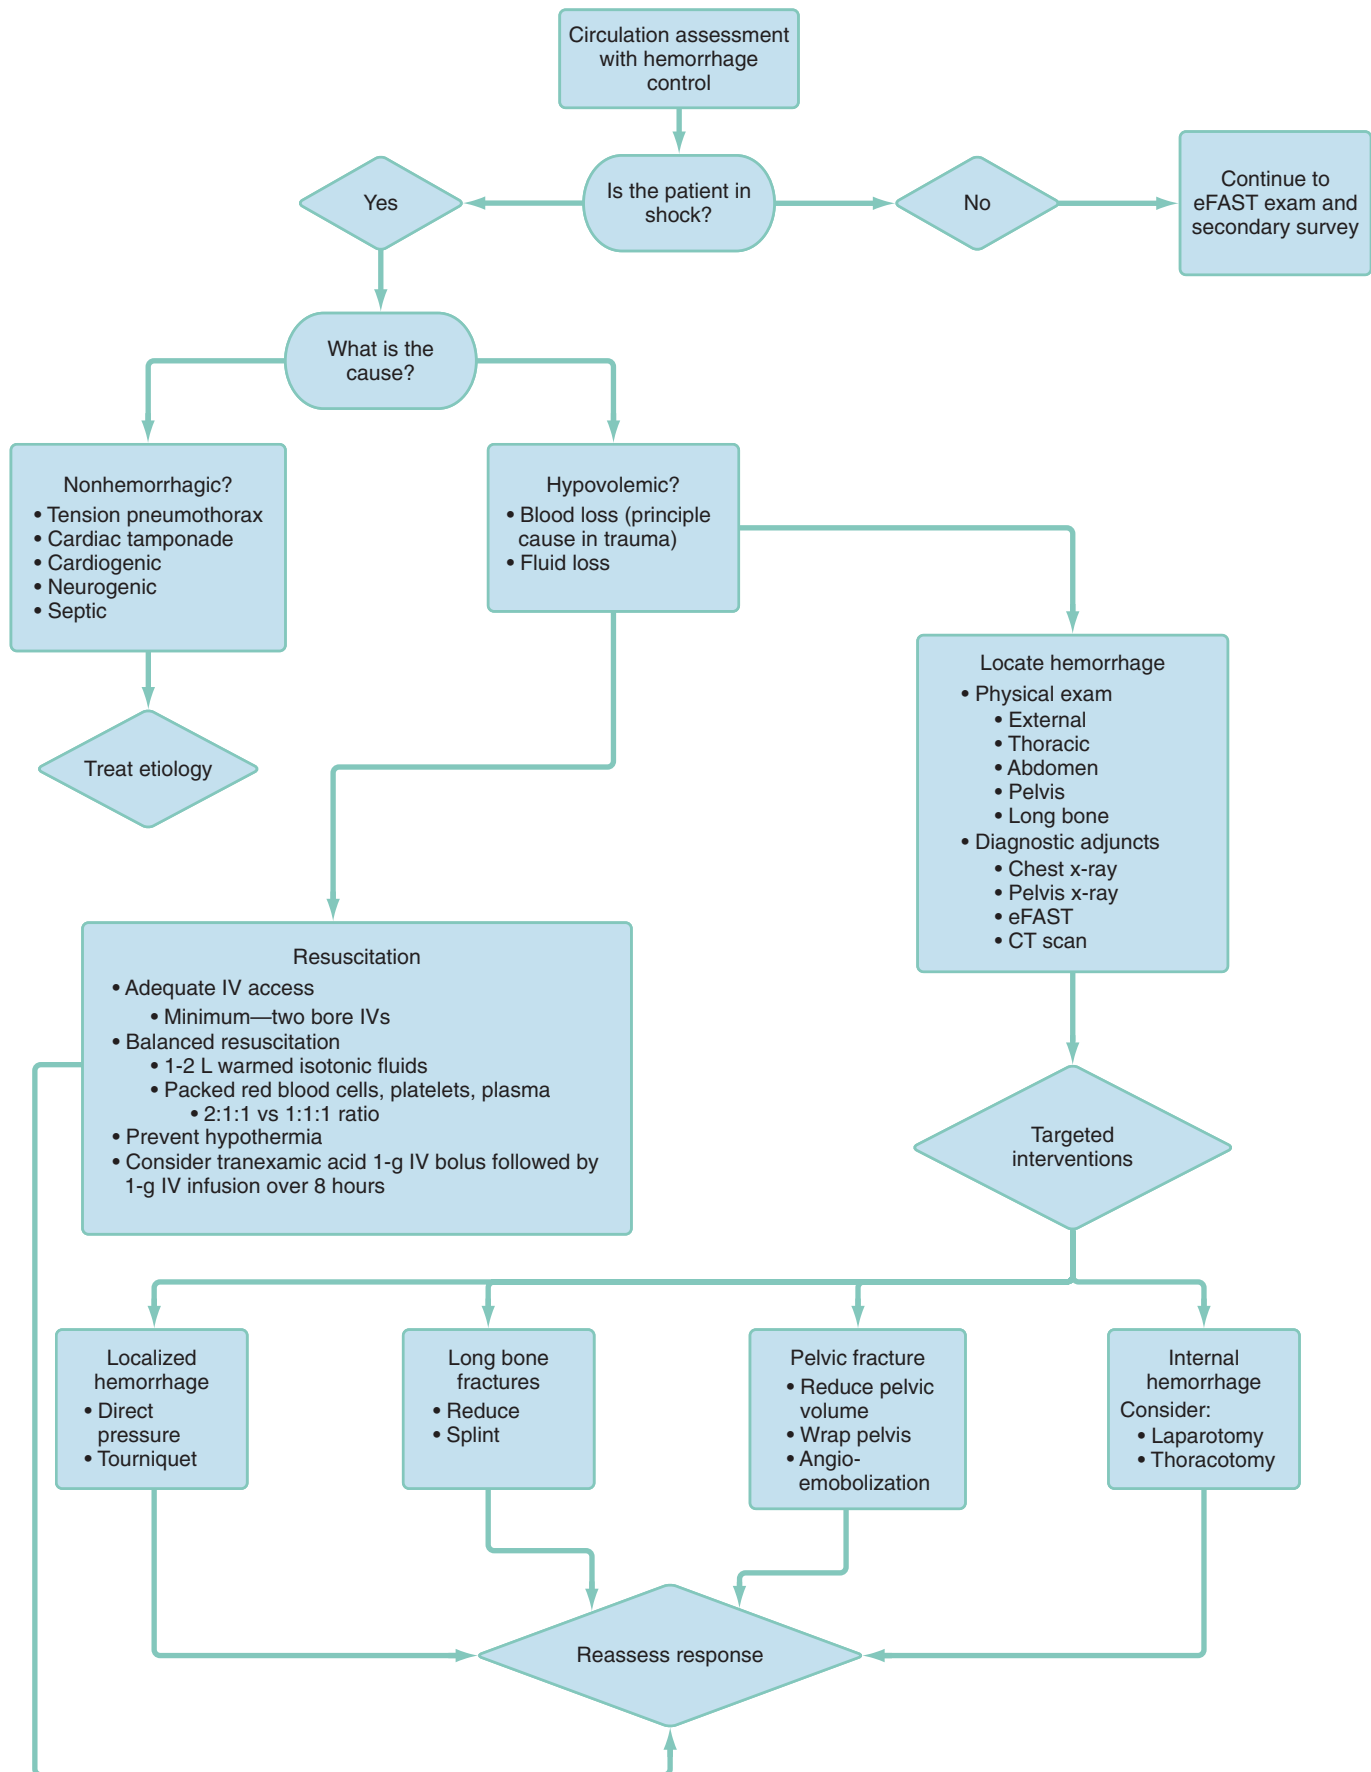 Circulation assessment
with hemorrhage
control
Is the patient in
shock?
Yes
No
Continue to
eFAST exam and
secondary survey
What is the
cause?
Nonhemorrhagic?
• Tension pneumothorax
• Cardiac tamponade
• Cardiogenic
• Neurogenic
• Septic
Hypovolemic?
• Blood loss (principle
cause in trauma)
• Fluid loss
Treat etiology
Locate hemorrhage
• Physical exam
• External
• Thoracic
• Abdomen
• Pelvis
• Long bone
• Diagnostic adjuncts
• Chest x-ray
• Pelvis x-ray
• eFAST
• CT scan
Resuscitation
• Adequate IV access
• Minimum—two bore IVs
• Balanced resuscitation
• 1-2 L warmed isotonic fluids
• Packed red blood cells, platelets, plasma
• 2:1:1 vs 1:1:1 ratio
• Prevent hypothermia
• Consider tranexamic acid 1-g IV bolus followed by
1-g IV infusion over 8 hours
Targeted
interventions
Localized
hemorrhage
• Direct
pressure
• Tourniquet
Long bone
fractures
• Reduce
• Splint
Pelvic fracture
• Reduce pelvic
volume
• Wrap pelvis
• Angio-
emobolization
Internal
hemorrhage
Consider:
• Laparotomy
• Thoracotomy
Reassess response